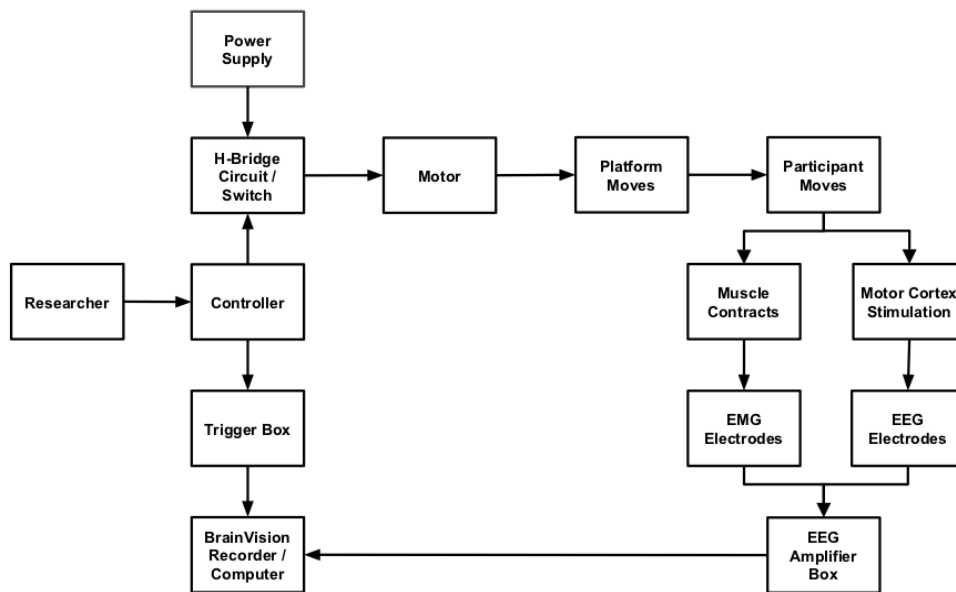 Power
Supply
H-Bridge
Circuit /
Switch
Motor
Platform
Moves
Participant
Moves
Researcher
Controller
Muscle
Contracts
Motor Cortex
Stimulation
Trigger Box
EMG
Electrodes
EEG
Electrodes
BrainVision
Recorder /
Computer
EEG
Amplifier
Box